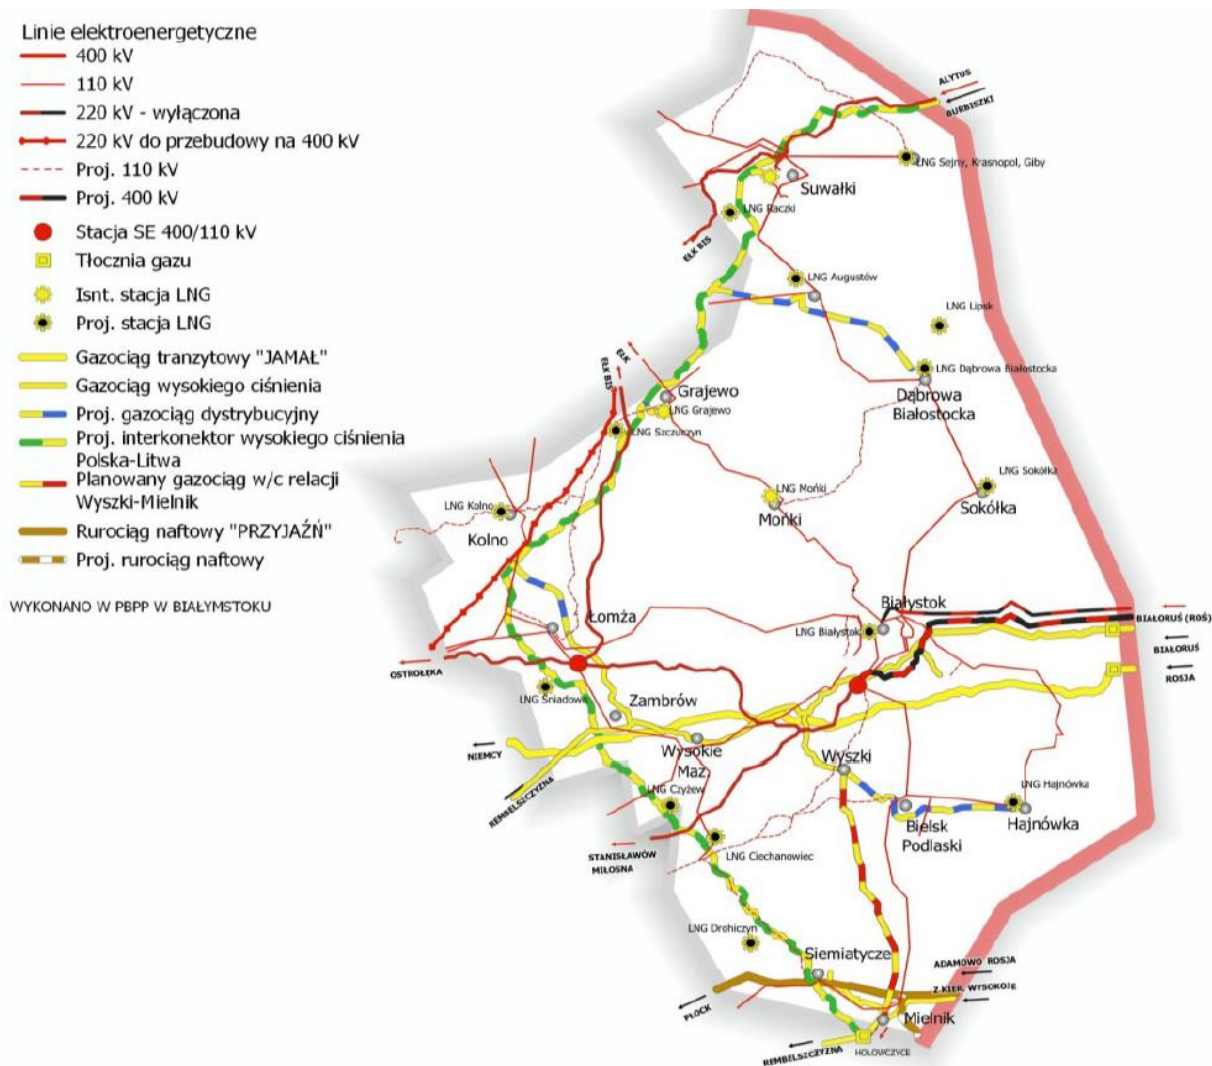 Linie elektroenergetyczne
400 kV
110 kV
220 kV - wyłączona
220 kV do przebudowy na 400 kV
Proj. 110 kV
Proj. 400 kV
Stacja SE 400/110 kV
Tłocznia gazu
Isnt. stacja LNG
Proj. stacja LNG
Gazociąg tranzytowy "JAMAŁ"
Gazociąg wysokiego ciśnienia
Proj. gazociąg dystrybucyjny
Proj. interkonektor wysokiego ciśnienia
Polska-Litwa
Planowany gazociąg w/c relacji
Wyszki-Mielnik
Rurociąg naftowy "PRZYJAŹŃ"
Proj. rurociąg naftowy
WYKONANO W PBPP W BIAŁYMSTOKU
ALYTUS
BURBISZKI
LNG Sejny, Krasnopol, Giby
Suwałki
LNG Raczki
EŁK BIS
LNG Augustów
LNG Lipsk
EŁK
EŁK BIS
LNG Dąbrowa Białostocka
Grajewo
Dąbrowa
Białostocka
LNG Grajewo
LNG Szczuczyn
LNG Sokółka
LNG Mońki
LNG Kolno
Sokółka
Mońki
Kolno
Białystok
Łomża
BIAŁORUŚ (ROŚ)
LNG Białystok
BIAŁORUŚ
OSTROŁĘKA
ROSJA
LNG Śniadowo
Zambrów
NIEMCY
Wysokie
Maz.
Wyszki
LNG Hajnówka
LNG Czyżew
REMBELSZCZYZNA
Bielsk
Podlaski
Hajnówka
STANISŁAWÓW
MIŁOSNA
LNG Ciechanowiec
LNG Drohiczyn
Siemiatycze
ADAMOWO ROSJA
Z KIER. WYSOKOJE
PŁOCK
Mielnik
REMBELSZCZYZNA
HOŁOWCZYCE